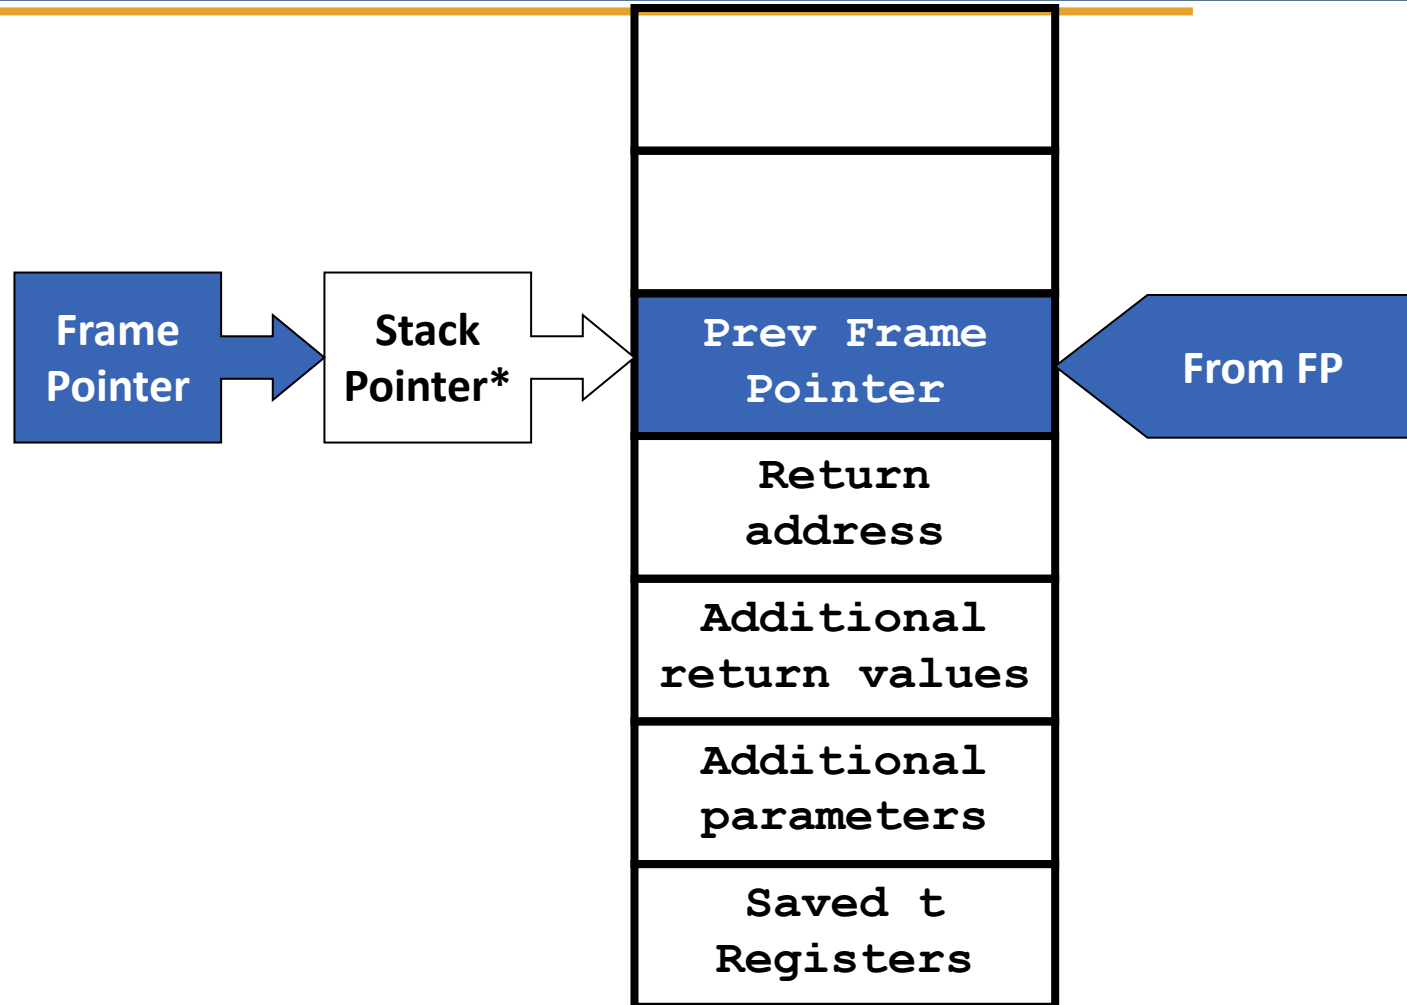 Frame
Pointer
Stack
Pointer*
Prev Frame
Pointer
From FP
Return
address
Additional
return values
Additional
parameters
Saved t
Registers